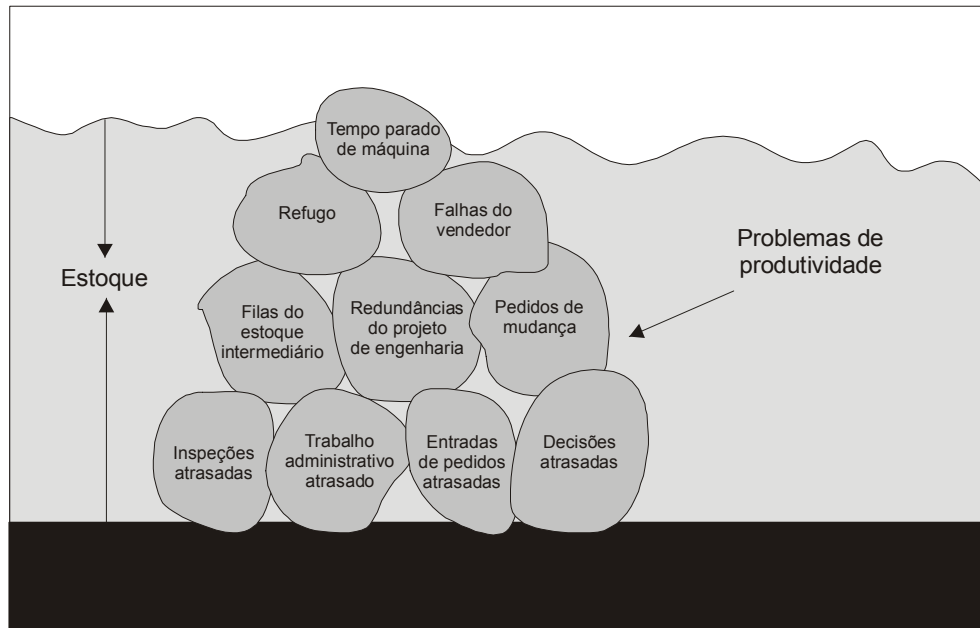 Tempo parado
de máquina
Refugo
Falhas do
vendedor
Problemas de
produtividade
Estoque
Filas do
estoque
intermediário
Redundâncias
do projeto
de engenharia
Pedidos de
mudança
Inspeções
atrasadas
Trabalho
administrativo
atrasado
Entradas
de pedidos
atrasadas
Decisões
atrasadas